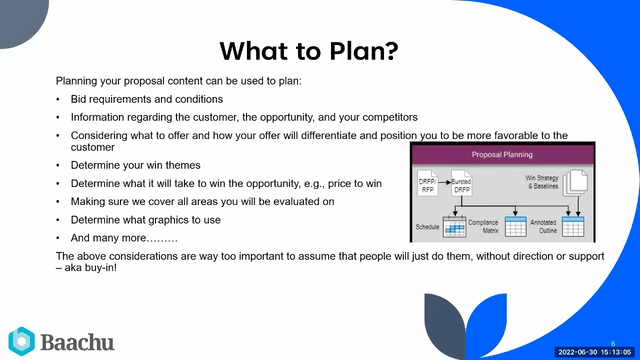 What to Plan?
Planning your proposal content can be used to plan:
• Bid requirements and conditions
• Information regarding the customer, the opportunity, and your competitors
• Considering what to offer and how your offer will differentiate and position you to be more favorable to the
customer
• Determine your win themes
• Determine what it will take to win the opportunity, e.g., price to win
• Making sure we cover all areas you will be evaluated on
• Determine what graphics to use
• And many more………
The above considerations are way too important to assume that people will just do them, without direction or support
– aka buy-in!
Proposal Planning
DRFP/
RFP
Bursted
DRFP
Win Strategy
& Baselines
Schedule
Compliance
Matrix
Annotated
Outline
Baachu
6
2022-06-30 15:13:05